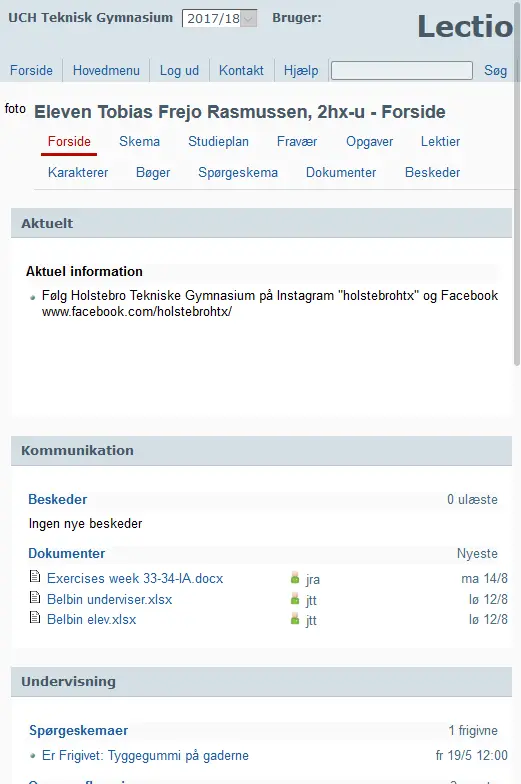 UCH Teknisk Gymnasium 2017/18 Bruger:
Lectio
Forside Hovedmenu Log ud Kontakt Hjælp Søg
foto
Eleven Tobias Frejo Rasmussen, 2hx-u - Forside
Forside Skema Studieplan Fravær Opgaver Lektier
Karakterer Bøger Spørgeskema Dokumenter Beskeder
Aktuelt
Aktuel information
Følg Holstebro Tekniske Gymnasium på Instagram "holstebrohtx" og Facebook
www.facebook.com/holstebrohtx/
Kommunikation
Beskeder 0 ulæste
Ingen nye beskeder
Dokumenter Nyeste
Exercises week 33-34-IA.docx jra ma 14/8
Belbin underviser.xlsx jtt lø 12/8
Belbin elev.xlsx jtt lø 12/8
Undervisning
Spørgeskemaer 1 frigivne
Er Frigivet: Tyggegummi på gaderne fr 19/5 12:00